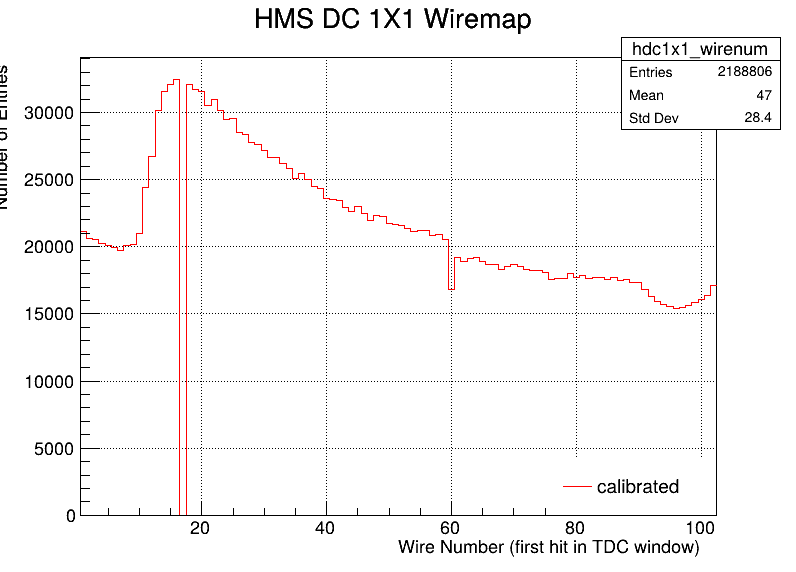 HMS DC 1X1 Wiremap
hdc1x1_wirenum
Entries 2188806
Mean 47
Std Dev 28.4
Number of Entries
30000
25000
20000
15000
10000
5000
0
calibrated
20 40 60 80 100
Wire Number (first hit in TDC window)